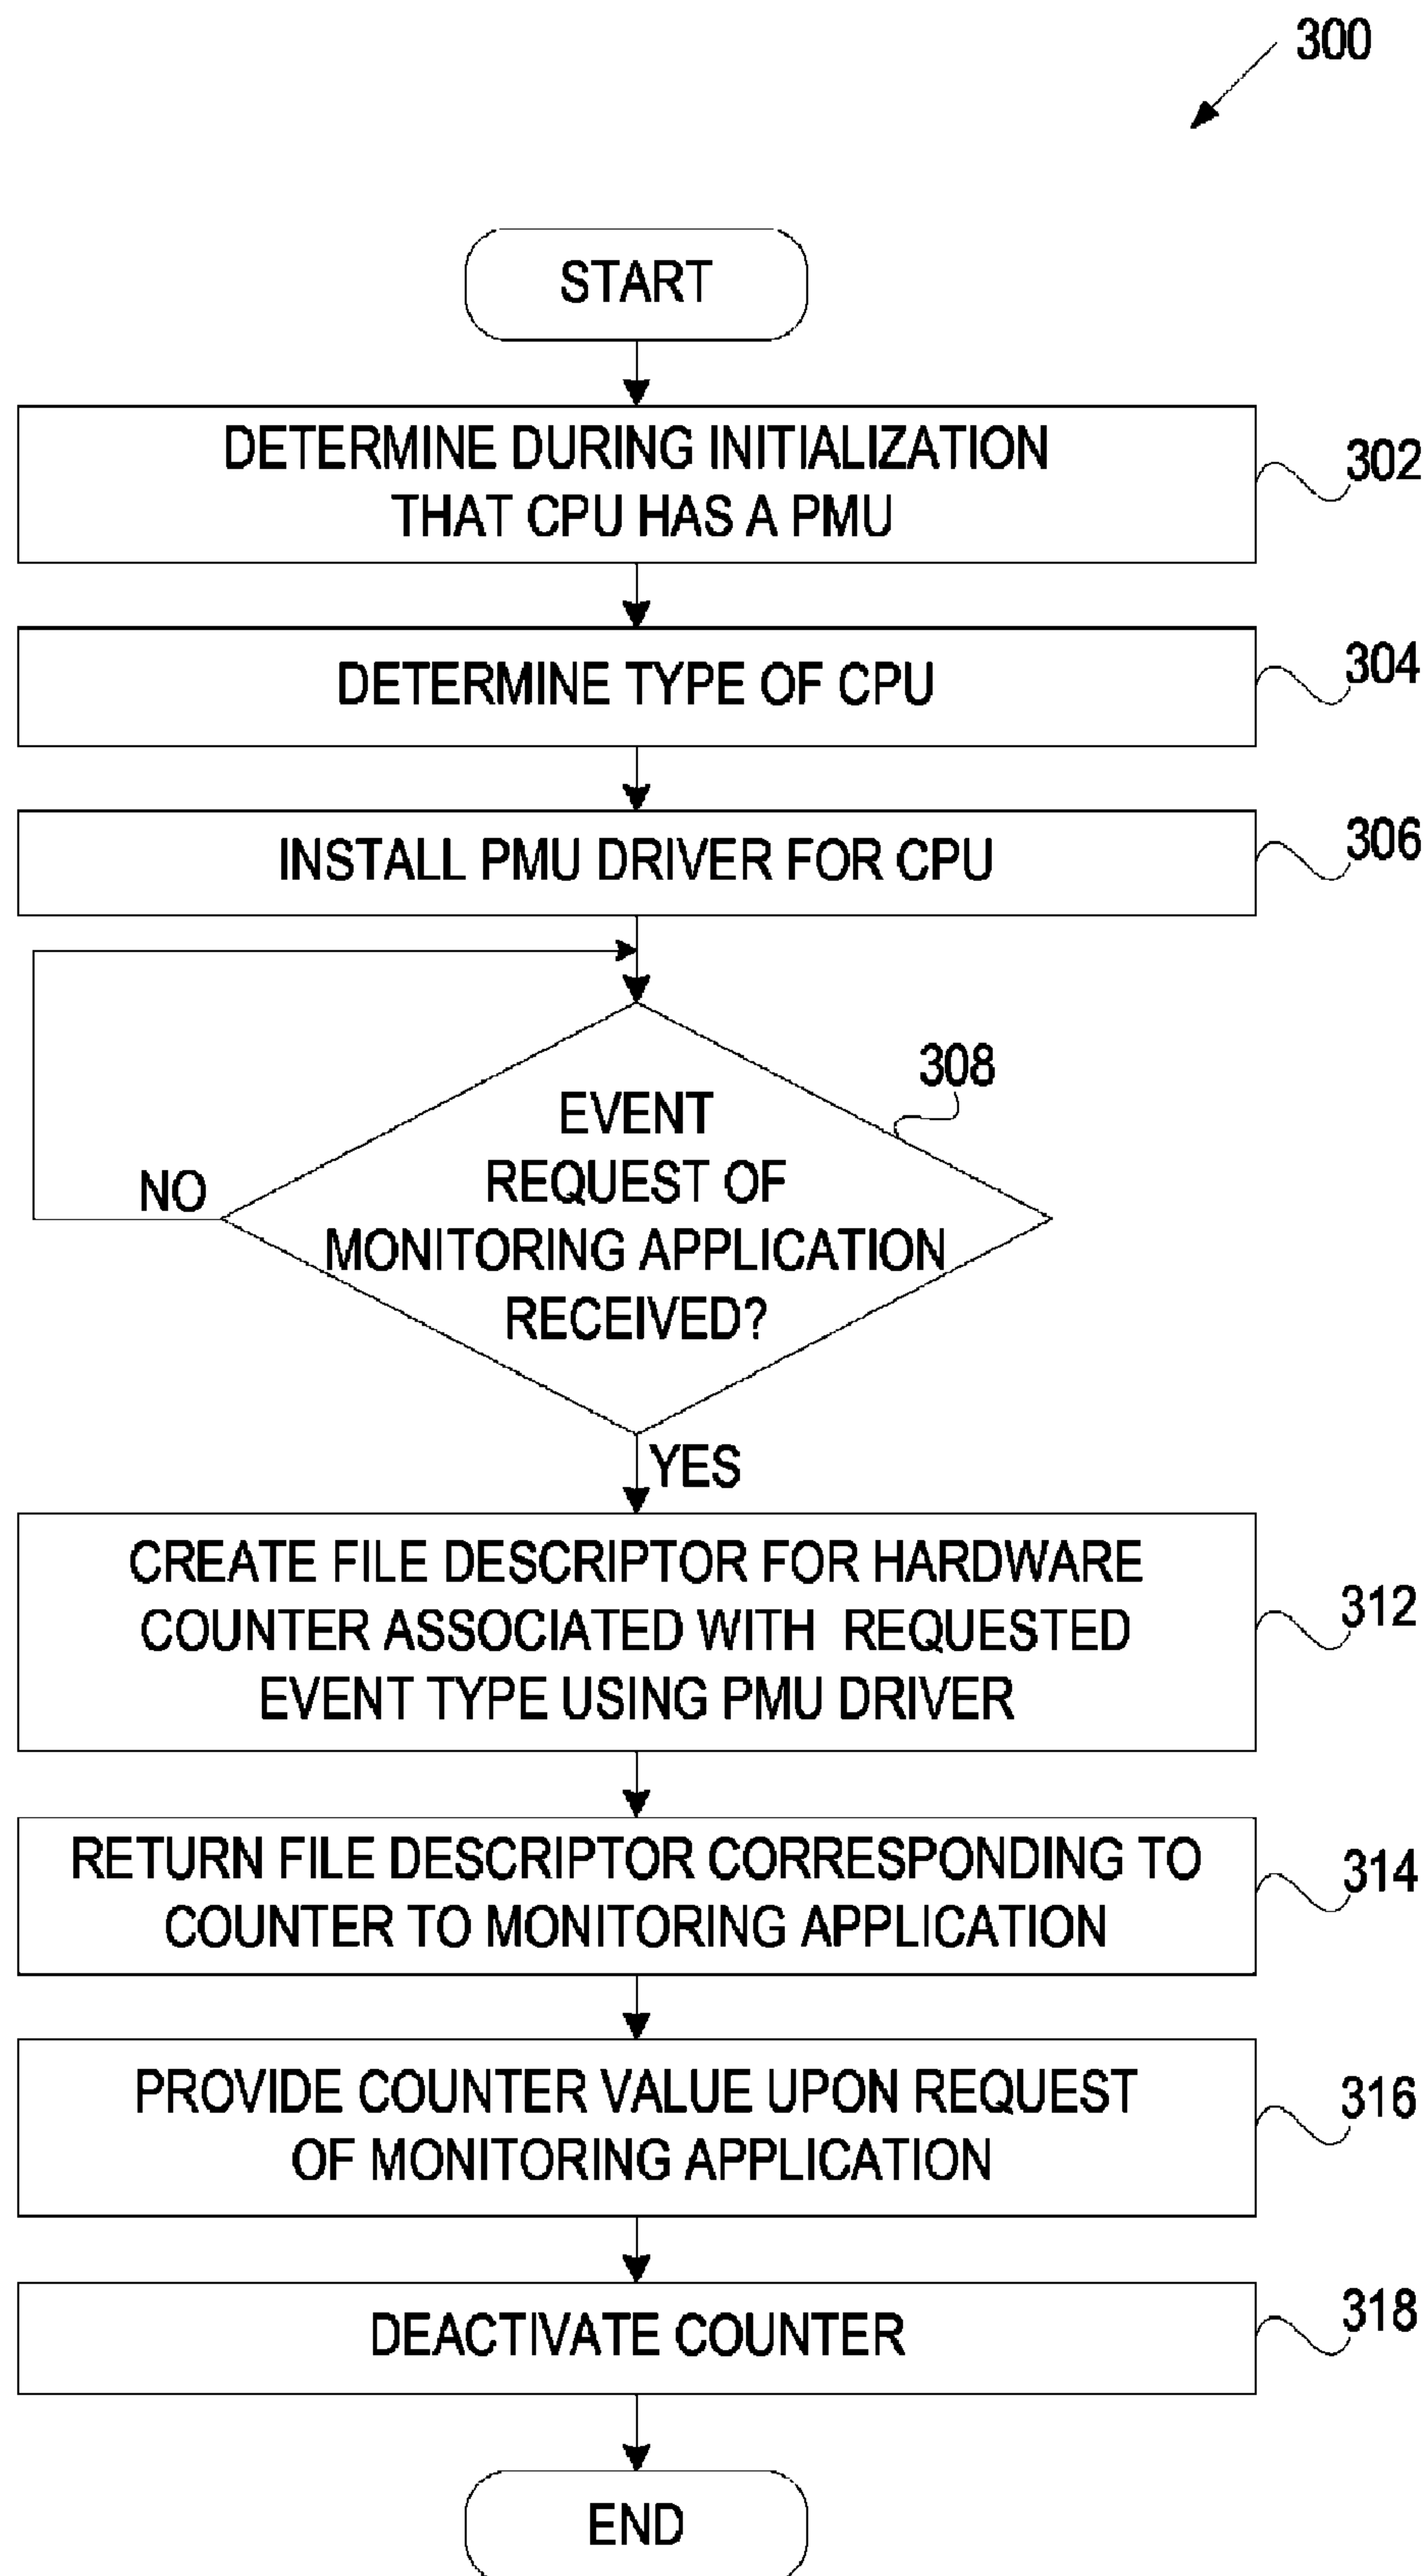 300
START
DETERMINE DURING INITIALIZATION
THAT CPU HAS A PMU
302
DETERMINE TYPE OF CPU
304
INSTALL PMU DRIVER FOR CPU
306
308
EVENT
REQUEST OF
MONITORING APPLICATION
RECEIVED?
NO
YES
CREATE FILE DESCRIPTOR FOR HARDWARE
COUNTER ASSOCIATED WITH REQUESTED
EVENT TYPE USING PMU DRIVER
312
RETURN FILE DESCRIPTOR CORRESPONDING TO
COUNTER TO MONITORING APPLICATION
314
PROVIDE COUNTER VALUE UPON REQUEST
OF MONITORING APPLICATION
316
DEACTIVATE COUNTER
318
END